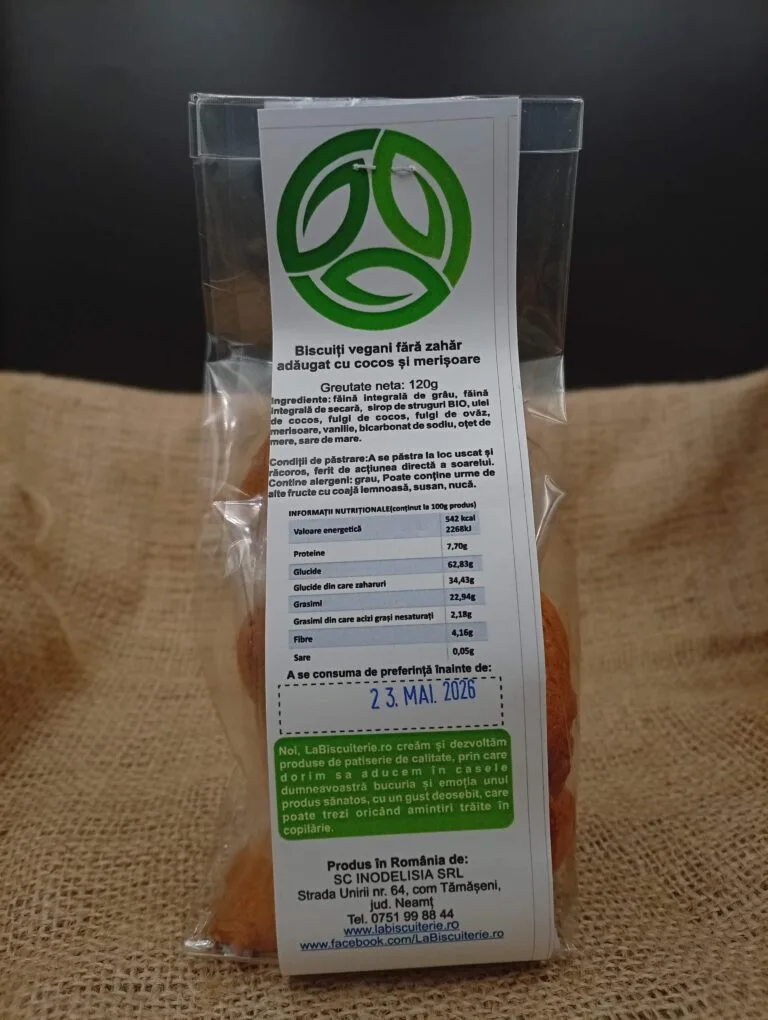 Biscuiți vegani fără zahăr
adăugat cu cocos și merișoare
Greutate neta: 120g
Ingrediente: făină integrală de grâu, făină
integrală de secară, sirop de struguri BIO, ulei
de cocos, fulgi de cocos, fulgi de ovăz,
merisoare, vanilie, bicarbonat de sodiu, oțet de
mere, sare de mare.
Condiții de păstrare:A se păstra la loc uscat și
răcoros, ferit de acțiunea directă a soarelui.
Contine alergeni: grau, Poate conține urme de
alte fructe cu coajă lemnoasă, susan, nucă.
INFORMAȚII NUTRIȚIONALE(conținut la 100g produs)
Valoare energetică 542 kcal
2268kJ
Proteine 7,70g
Glucide 62,83g
Glucide din care zaharuri 34,43g
Grasimi 22,94g
Grasimi din care acizi grași nesaturați 2,18g
Fibre 4,16g
Sare 0,05g
A se consuma de preferință înainte de:
23. MAI. 2026
Noi, LaBiscuiterie.ro creăm și dezvoltăm
produse de patiserie de calitate, prin care
dorim sa aducem în casele
dumneavoastră bucuria și emoția unui
produs sănatos, cu un gust deosebit, care
poate trezi oricând amintiri trăite în
copilărie.
Produs în România de:
SC INODELISIA SRL
Strada Unirii nr. 64, com Tămășeni,
jud. Neamț
Tel. 0751 99 88 44
www.labiscuiterie.ro
www.facebook.com/LaBiscuiterie.ro